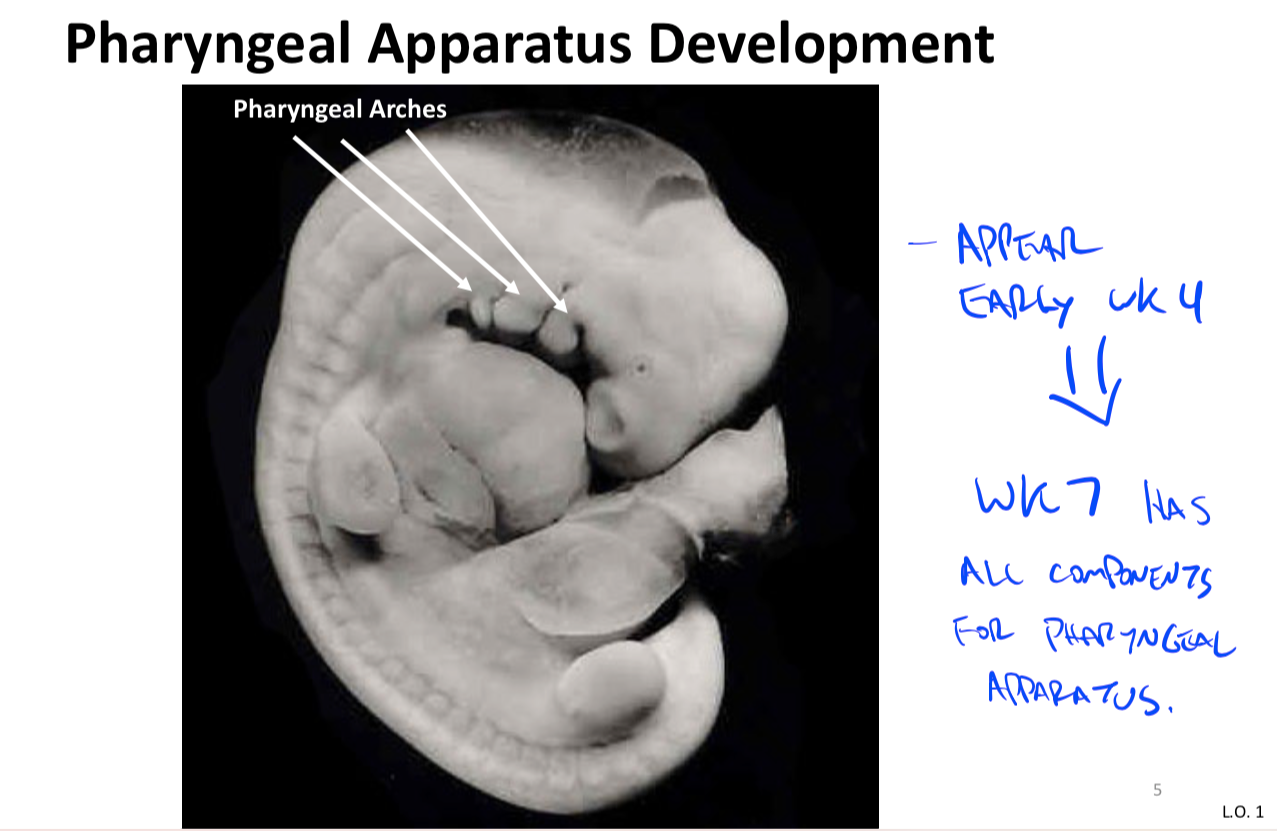 Pharyngeal Apparatus Development
Pharyngeal Arches
- APPEAR
EARLY WK 4
WK 7 HAS
ALL COMPONENTS
FOR PHARYNGEAL
APPARATUS.
5
L.O. 1